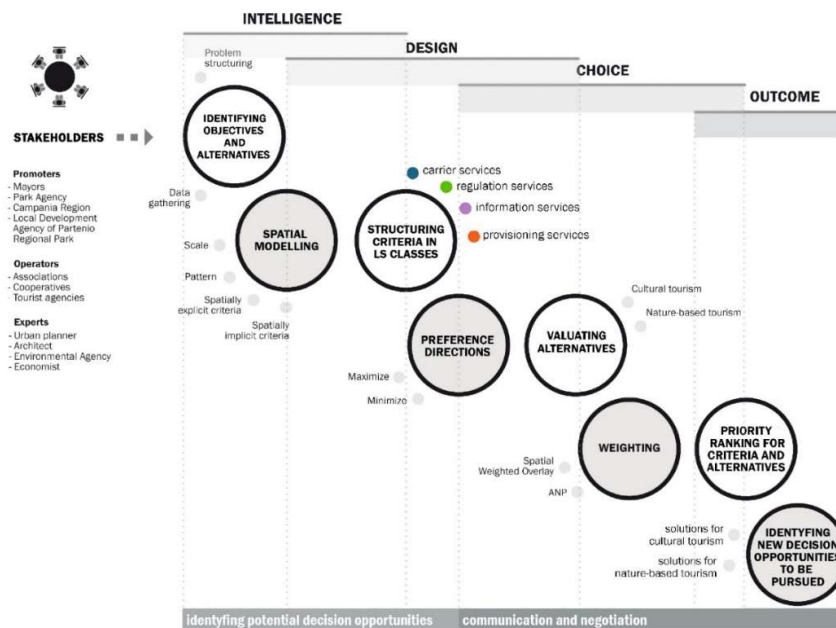 INTELLIGENCE
DESIGN
CHOICE
OUTCOME
STAKEHOLDERS
Promoters
- Mayors
- Park Agency
- Campania Region
- Local Development
Agency of Partenio
Regional Park
Operators
- Associations
- Cooperatives
Tourist agencies
Experts
- Urban planner
- Architect
- Environmental Agency
- Economist
Problem
structuring
IDENTIFYING
OBJECTIVES
AND
ALTERNATIVES
Data
gathering
SPATIAL
MODELLING
Scale
Pattern
Spatially
explicit criteria
Spatially
implicit criteria
STRUCTURING
CRITERIA IN
LS CLASSES
carrier services
regulation services
information services
provisioning services
PREFERENCE
DIRECTIONS
Maximize
Minimize
VALUATING
ALTERNATIVES
Cultural tourism
Nature-based tourism
WEIGHTING
Spatial
Weighted Overlay
ANP
PRIORITY
RANKING FOR
CRITERIA AND
ALTERNATIVES
solutions for
cultural tourism
solutions for
nature-based tourism
IDENTIFYING
NEW DECISION
OPPORTUNITIES
TO BE
PURSUED
identyfing potential decision opportunities
communication and negotiation